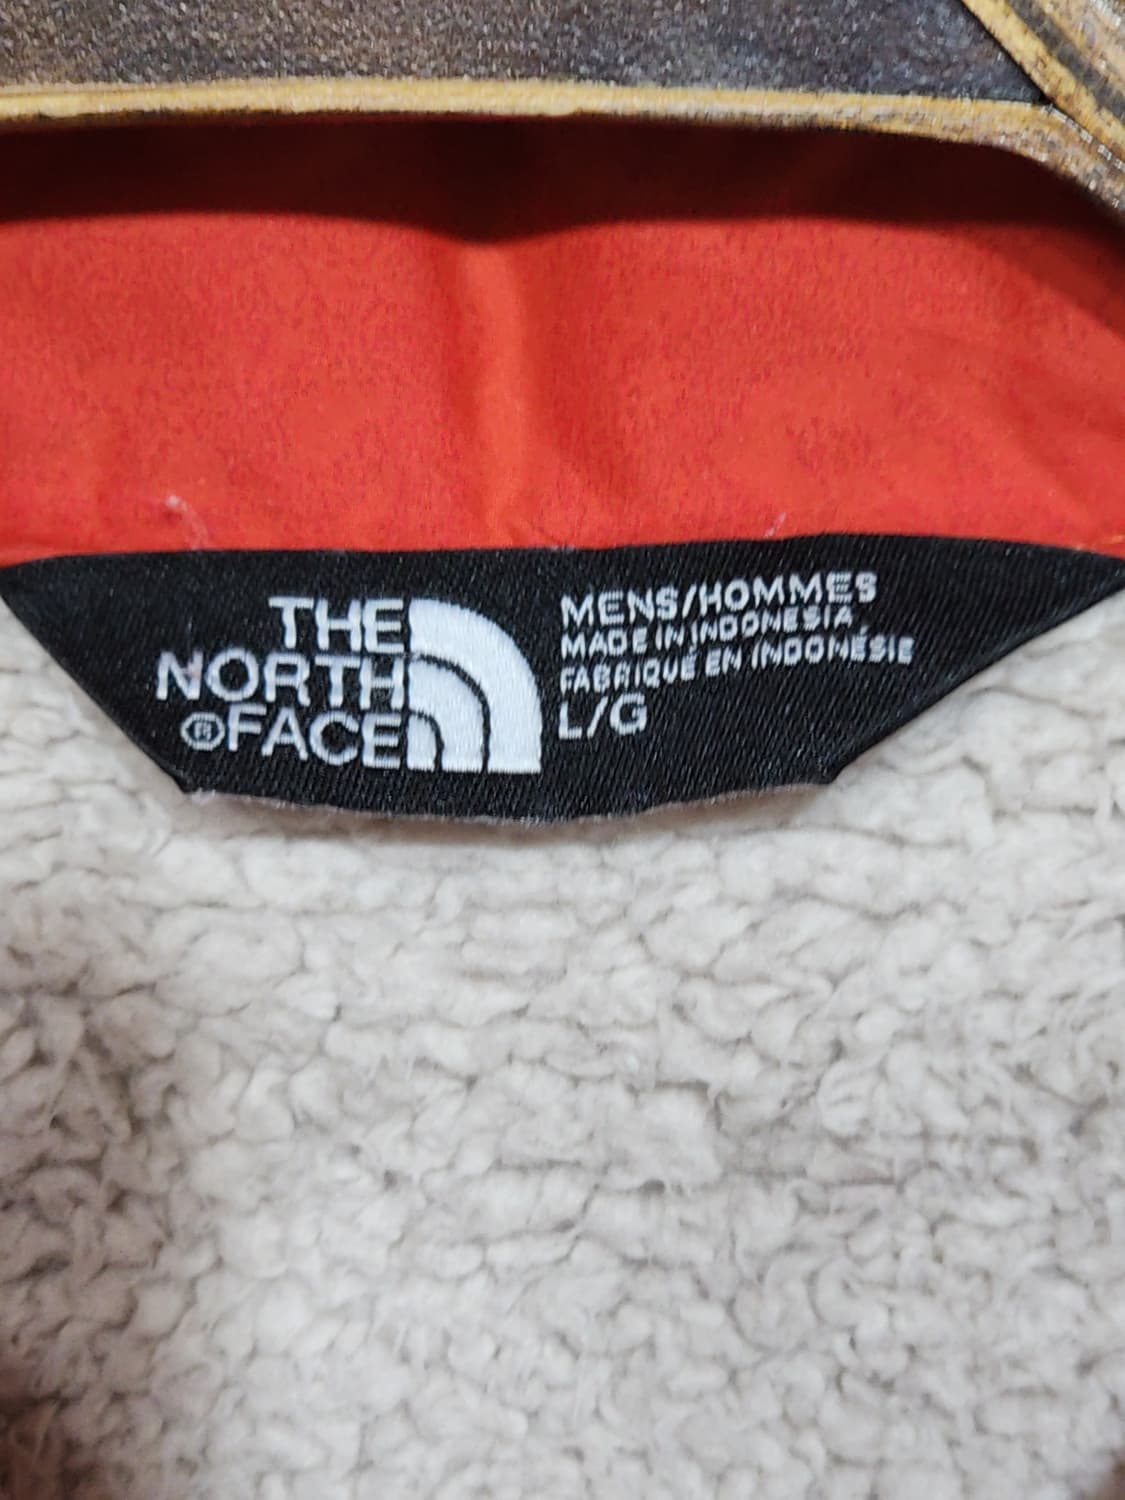 THE
NORTH
®FACE
MENS/HOMMES
MADE IN INDONESIA
FABRIQUÉ EN INDONÉSIE
L/G